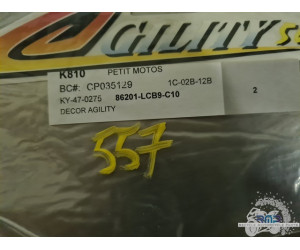 AGILITY 5
K810 PETIT MOTOS
BC#: CP035129 1C-02B-12B
KY-47-0275 86201-LCB9-C10 2
DECOR AGILITY
557